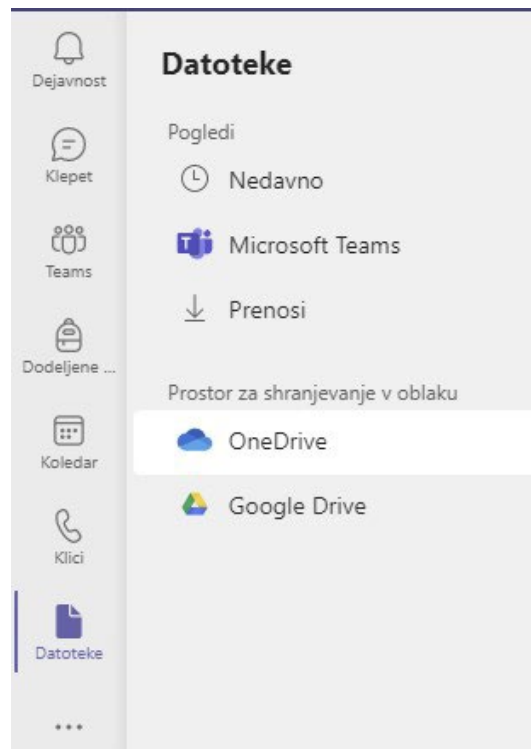 Dejavnost
Klepet
Teams
Dodeljene ...
Koledar
Klici
Datoteke
...
Datoteke
Pogledi
Nedavno
Microsoft Teams
Prenosi
Prostor za shranjevanje v oblaku
OneDrive
Google Drive